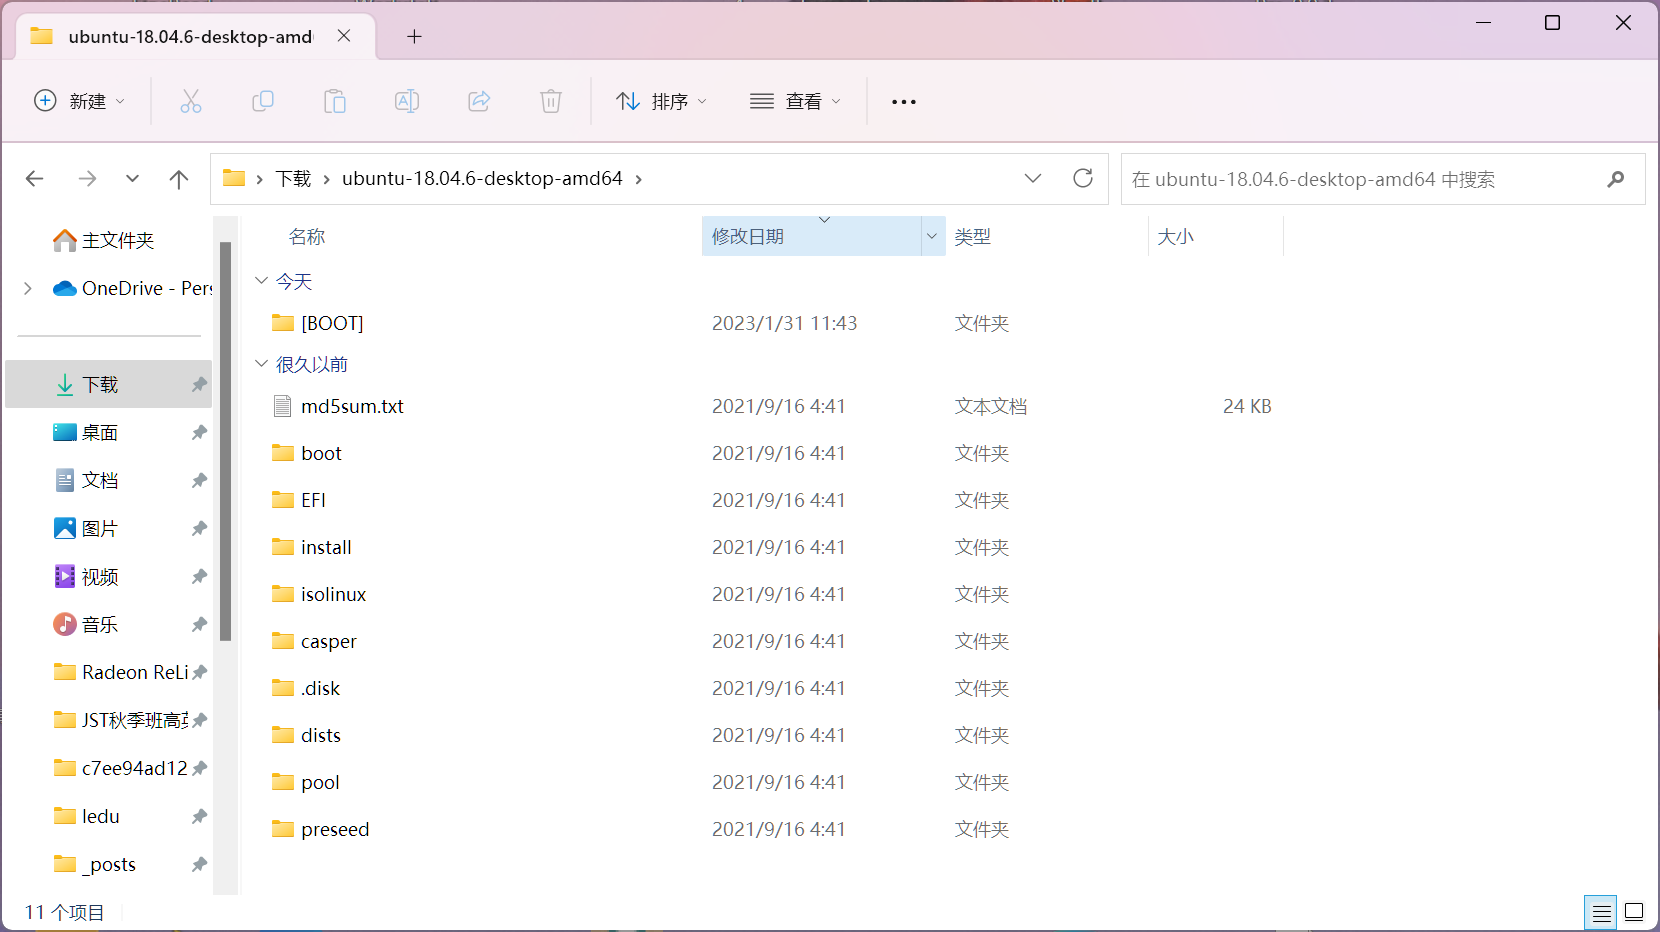 ubuntu-18.04.6-desktop-amd
新建
排序
查看
下载 ubuntu-18.04.6-desktop-amd64
在 ubuntu-18.04.6-desktop-amd64 中搜索
主文件夹
OneDrive - Pers
下载
桌面
文档
图片
视频
音乐
Radeon ReLi
JST秋季班高英
c7ee94ad12
ledu
_posts
名称 修改日期 类型 大小
今天
[BOOT] 2023/1/31 11:43 文件夹
很久以前
md5sum.txt 2021/9/16 4:41 文本文档 24 KB
boot 2021/9/16 4:41 文件夹
EFI 2021/9/16 4:41 文件夹
install 2021/9/16 4:41 文件夹
isolinux 2021/9/16 4:41 文件夹
casper 2021/9/16 4:41 文件夹
.disk 2021/9/16 4:41 文件夹
dists 2021/9/16 4:41 文件夹
pool 2021/9/16 4:41 文件夹
preseed 2021/9/16 4:41 文件夹
11 个项目